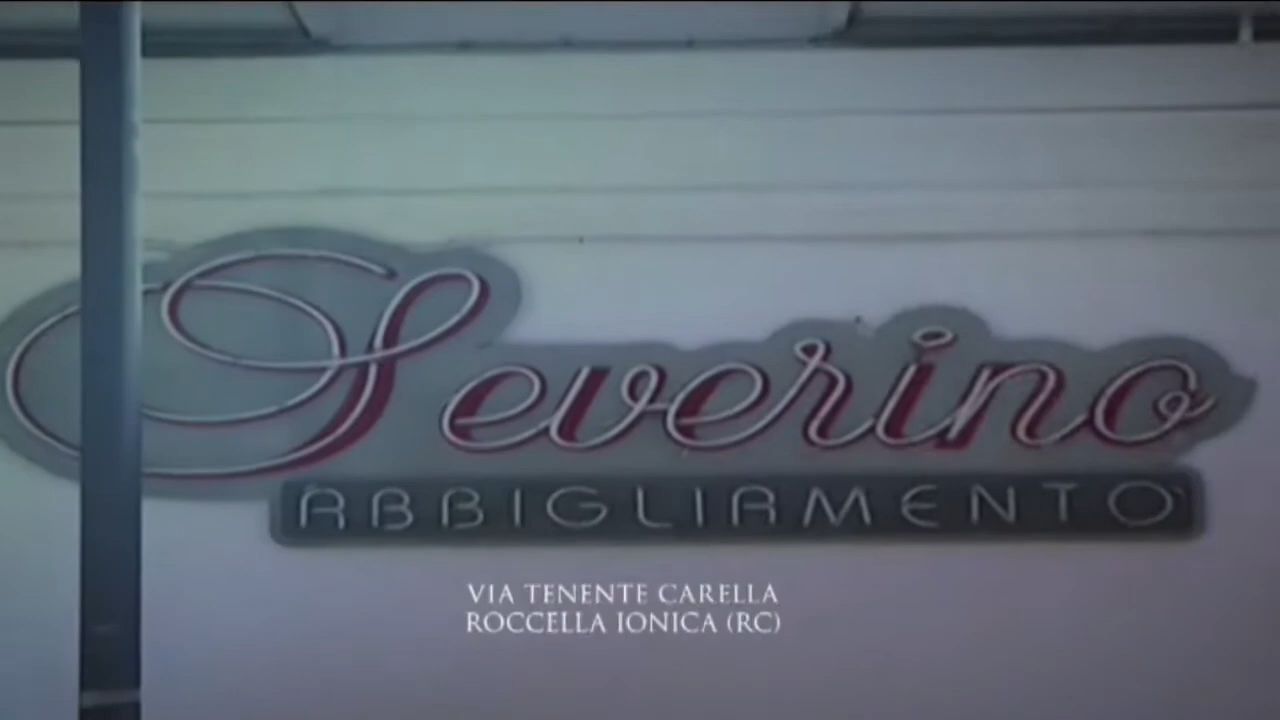 Severino
ABBIGLIAMENTO
VIA TENENTE CARELLA
ROCCELLA IONICA (RC)